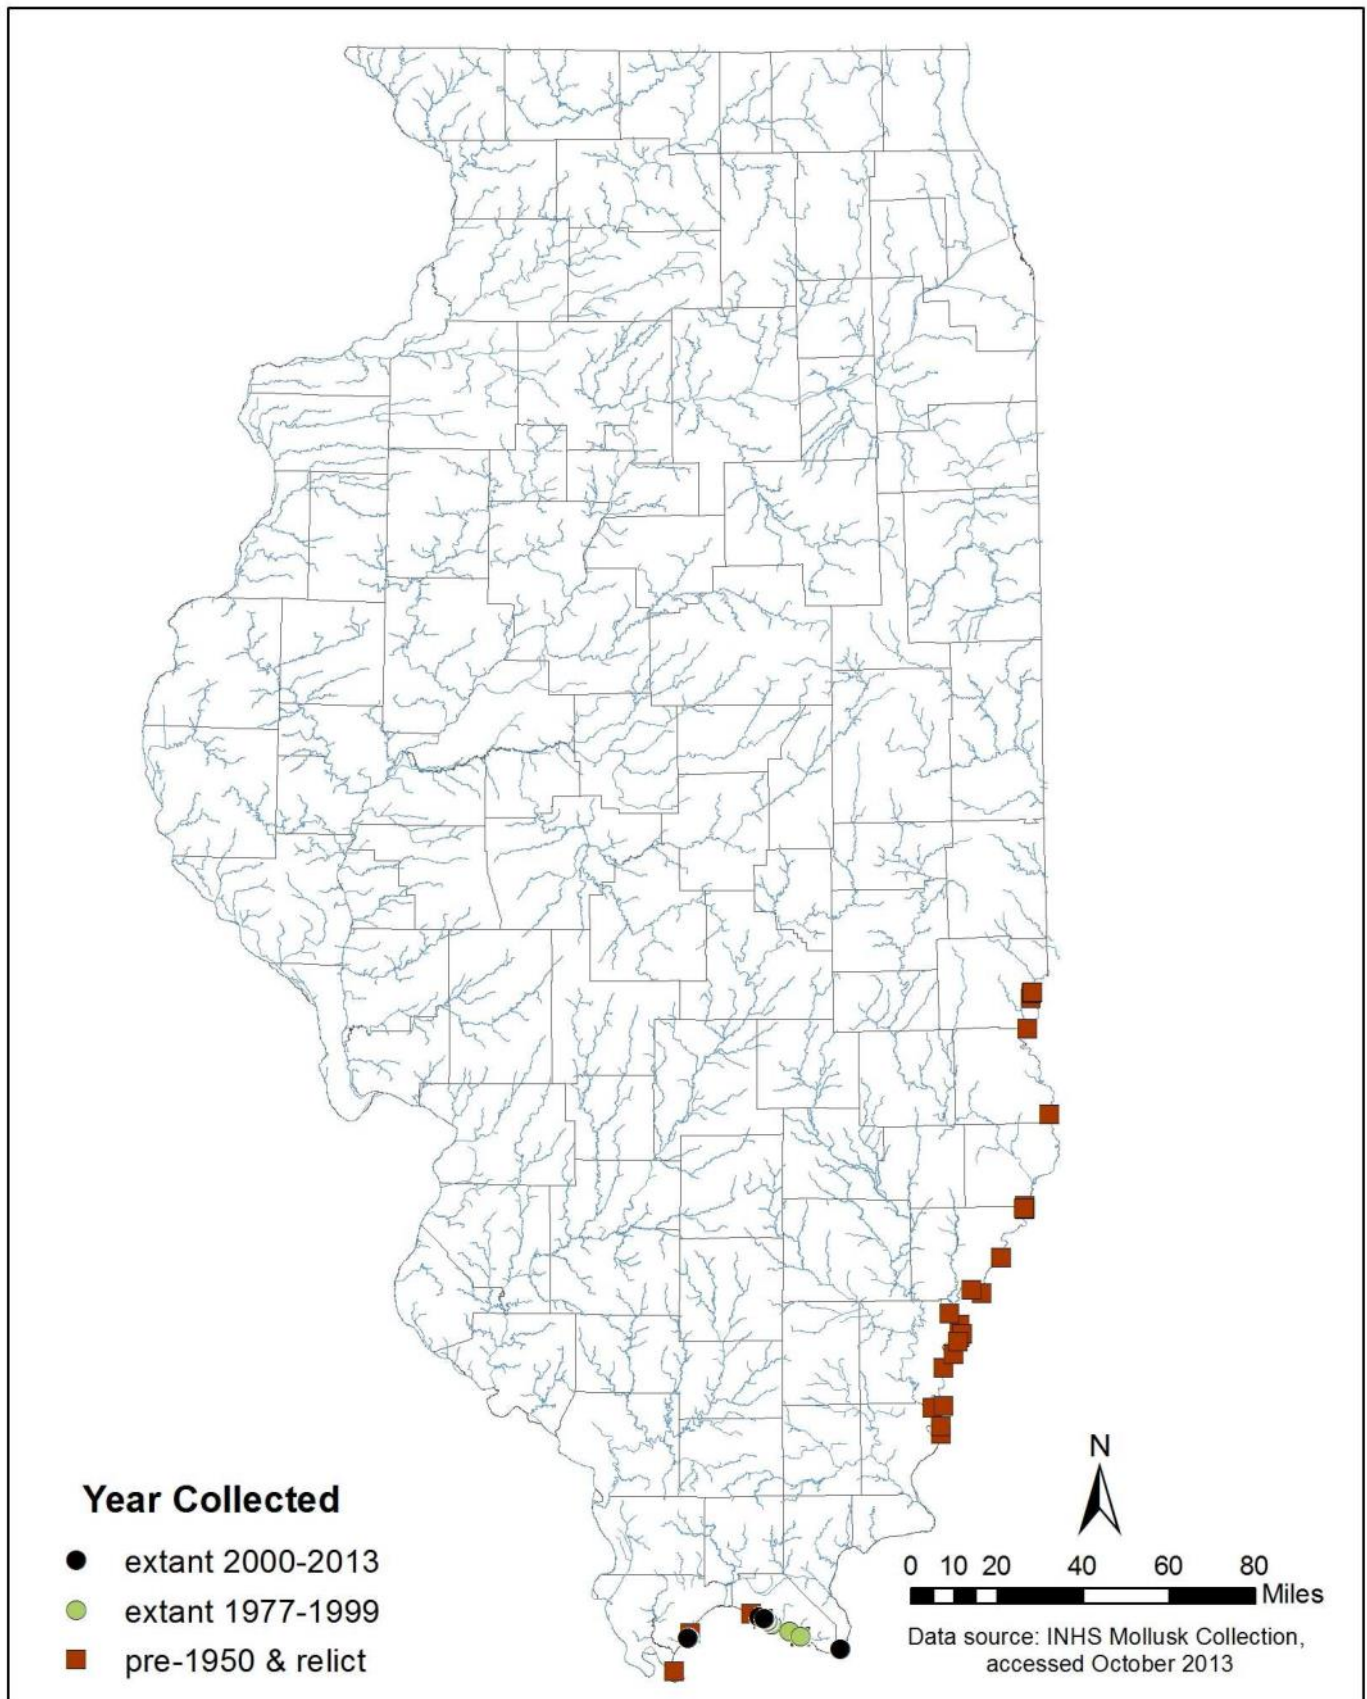 Year Collected
extant 2000-2013
extant 1977-1999
pre-1950 & relict
N
0 10 20 40 60 80
Miles
Data source: INHS Mollusk Collection,
accessed October 2013